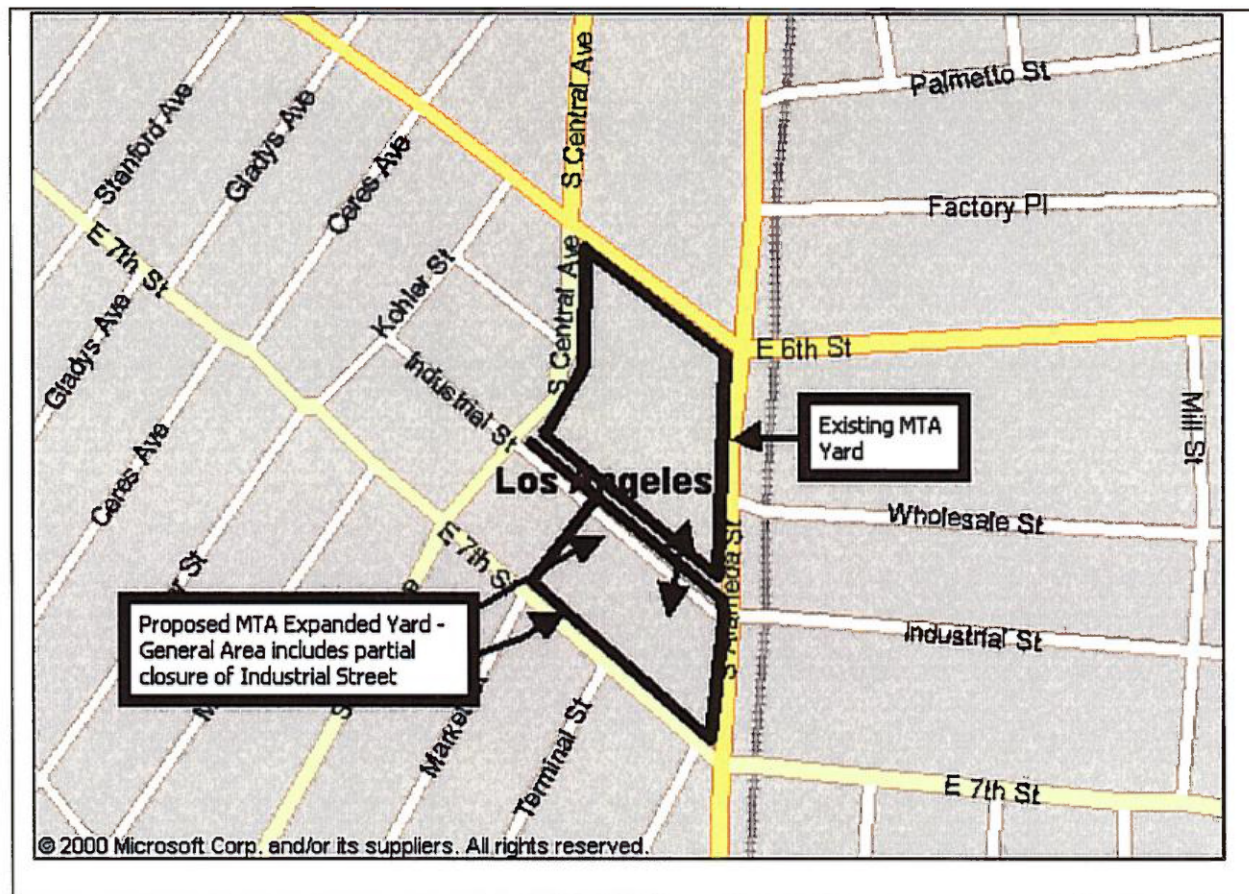 S Central Ave
Palmetto St
Stanford Ave
Gladys Ave
Ceres Ave
Factory Pl
E 7th St
Kohler St
S Central Ave
E 6th St
Gladys Ave
Industrial St
Existing MTA
Yard
Mill St
Ceres Ave
Los Angeles
Wholesale St
E 7th St
S Alameda St
Industrial St
Proposed MTA Expanded Yard -
General Area includes partial
closure of Industrial Street
Market
Terminal St
E 7th St
© 2000 Microsoft Corp. and/or its suppliers. All rights reserved.